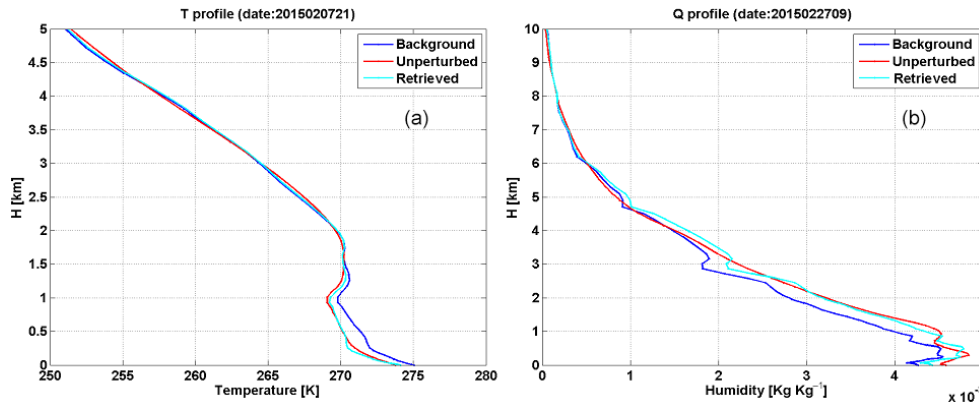 T profile (date:2015020721)
5
4.5
4
3.5
3
2.5
2
1.5
1
0.5
0
H [km]
Background
Unperturbed
Retrieved
(a)
250
255
260
265
270
275
280
Temperature [K]
Q profile (date:2015022709)
10
9
8
7
6
5
4
3
2
1
0
H [km]
Background
Unperturbed
Retrieved
(b)
0
1
2
3
4
Humidity [Kg Kg⁻¹]
x 10